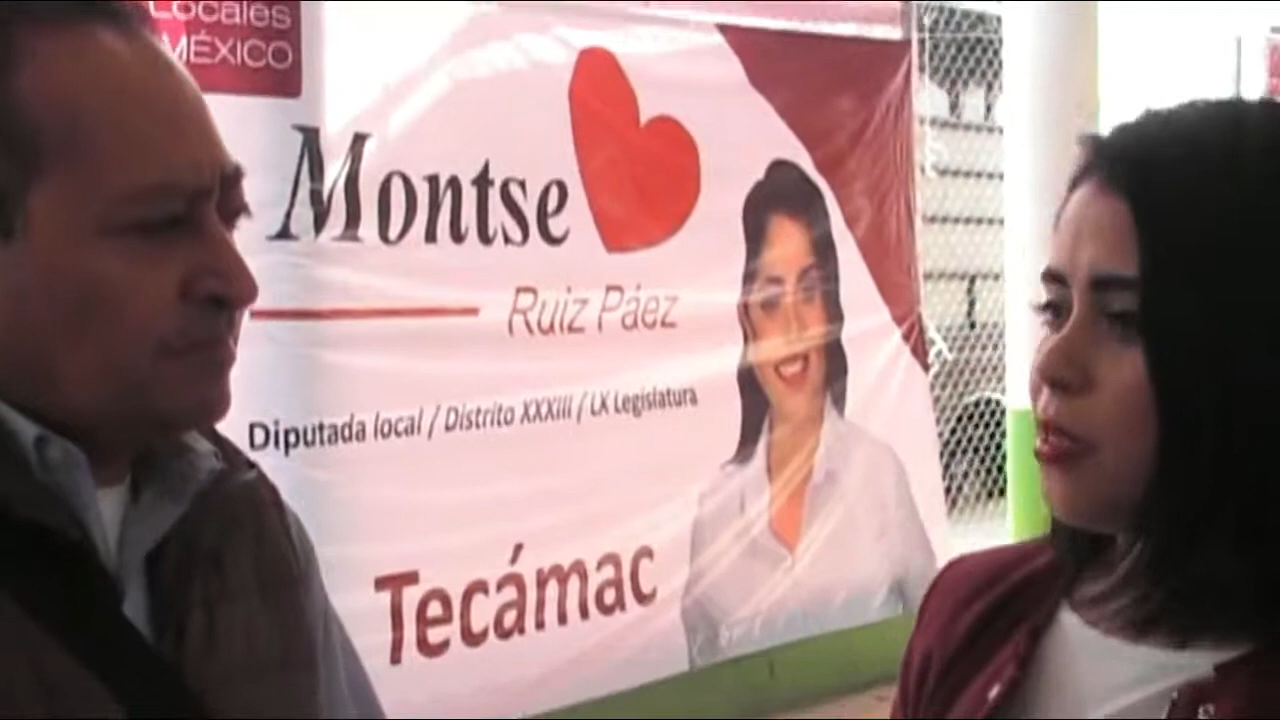 Locales
MÉXICO
Montse
Ruiz Páez
Diputada local / Distrito XXXIII / LX Legislatura
Tecámac